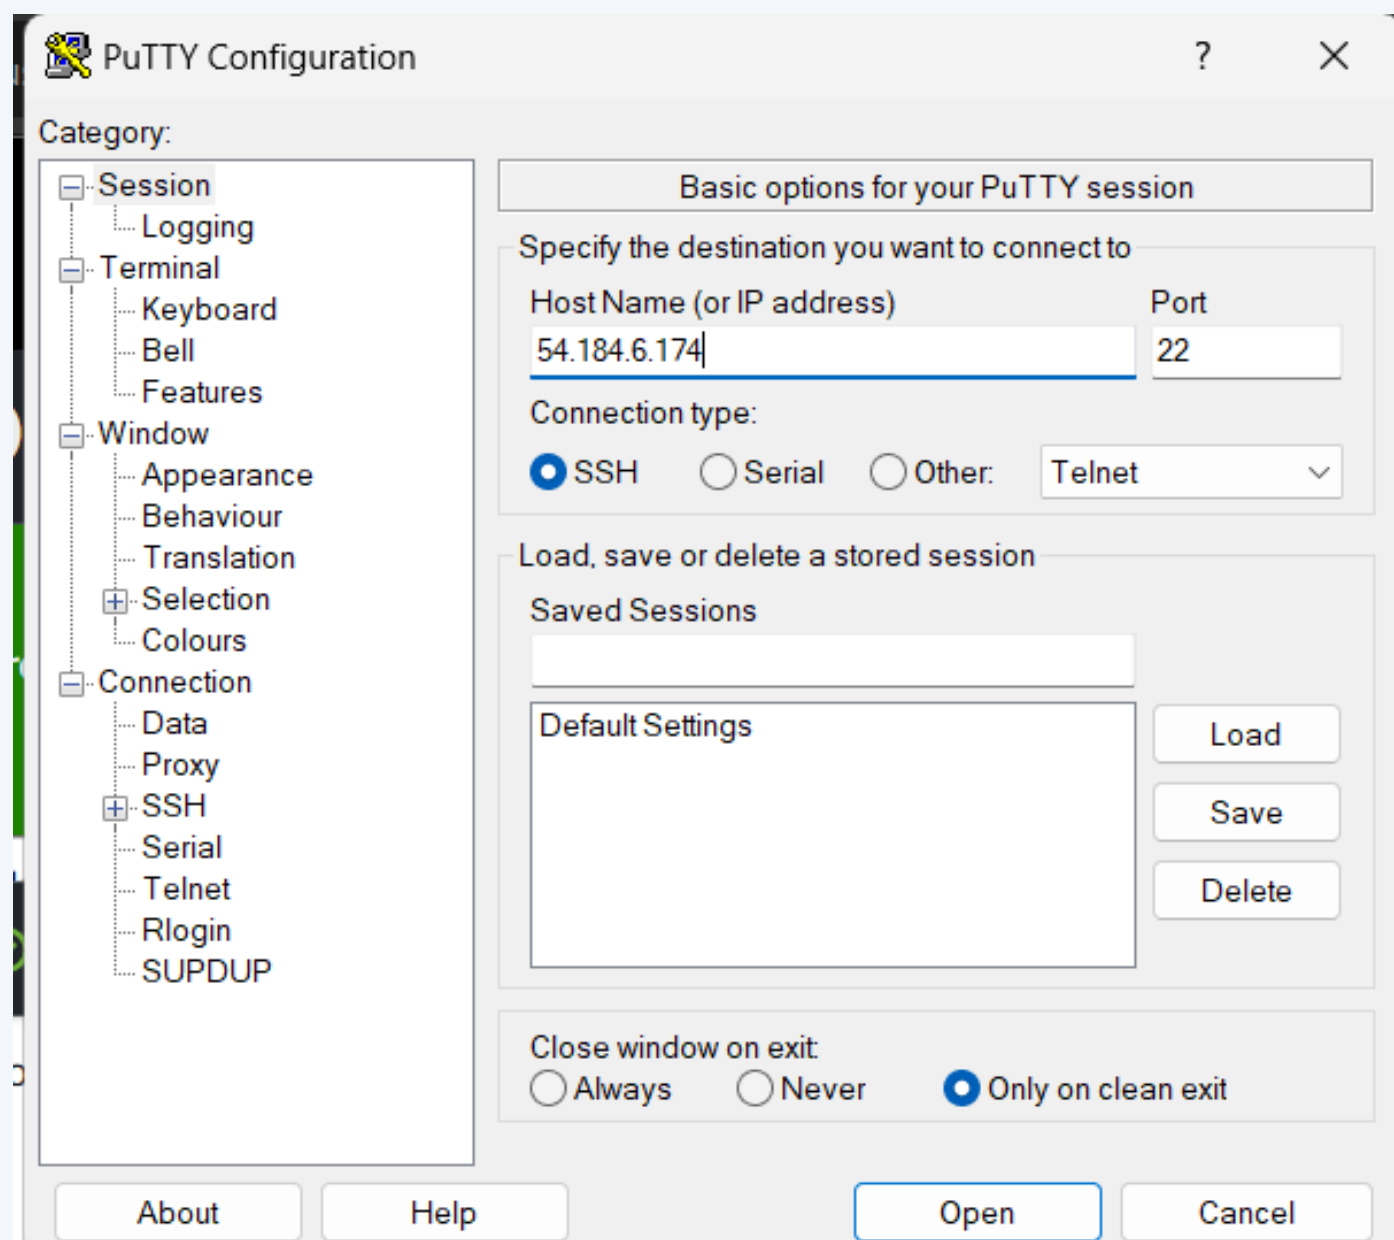 PuTTY Configuration
?
Category:
Session
Logging
Terminal
Keyboard
Bell
Features
Window
Appearance
Behaviour
Translation
Selection
Colours
Connection
Data
Proxy
SSH
Serial
Telnet
Rlogin
SUPDUP
Basic options for your PuTTY session
Specify the destination you want to connect to
Host Name (or IP address) Port
54.184.6.174 22
Connection type:
SSH Serial Other: Telnet
Load, save or delete a stored session
Saved Sessions
Default Settings
Load
Save
Delete
Close window on exit:
Always Never Only on clean exit
About Help Open Cancel